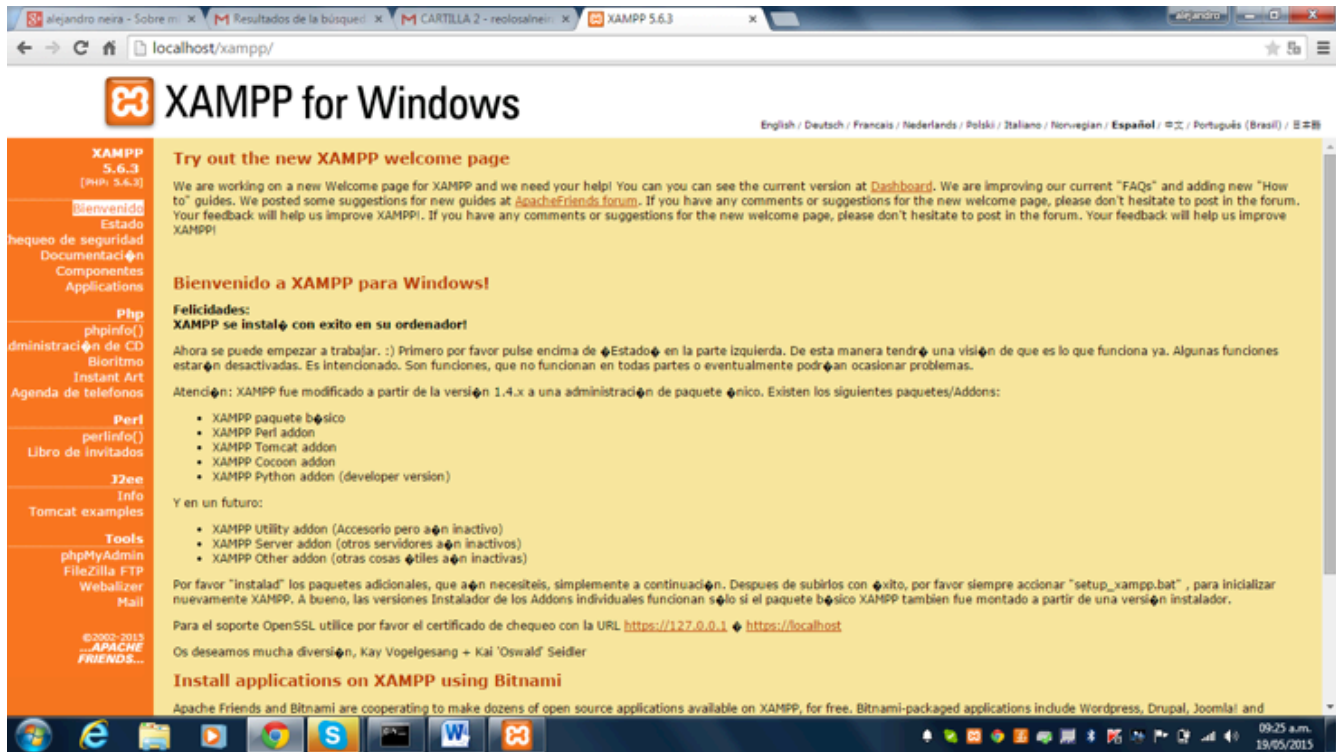 alejandro neira - Sobre mi
Resultados de la búsqued
CARTILLA 2 - reolosalnein
XAMPP 5.6.3
alejandro
localhost/xampp/
XAMPP for Windows
English / Deutsch / Francais / Nederlands / Polski / Italiano / Norwegian / Español / 中文 / Português (Brasil) / 日本語
XAMPP
5.6.3
[PHP: 5.6.3]
Bienvenido
Estado
hequeo de seguridad
Documentaci�n
Componentes
Applications
Php
phpinfo()
dministraci�n de CD
Bioritmo
Instant Art
Agenda de telefonos
Perl
perlinfo()
Libro de invitados
J2ee
Info
Tomcat examples
Tools
phpMyAdmin
FileZilla FTP
Webalizer
Mail
©2002-2015
...APACHE
FRIENDS...
Try out the new XAMPP welcome page
We are working on a new Welcome page for XAMPP and we need your help! You can you can see the current version at Dashboard. We are improving our current "FAQs" and adding new "How
to" guides. We posted some suggestions for new guides at ApacheFriends forum. If you have any comments or suggestions for the new welcome page, please don't hesitate to post in the forum.
Your feedback will help us improve XAMPP!. If you have any comments or suggestions for the new welcome page, please don't hesitate to post in the forum. Your feedback will help us improve
XAMPP!
Bienvenido a XAMPP para Windows!
Felicidades:
XAMPP se instal� con exito en su ordenador!
Ahora se puede empezar a trabajar. :) Primero por favor pulse encima de �Estado� en la parte izquierda. De esta manera tendr� una visi�n de que es lo que funciona ya. Algunas funciones
estar�n desactivadas. Es intencionado. Son funciones, que no funcionan en todas partes o eventualmente podr�an ocasionar problemas.
Atenci�n: XAMPP fue modificado a partir de la versi�n 1.4.x a una administraci�n de paquete �nico. Existen los siguientes paquetes/Addons:
• XAMPP paquete b�sico
• XAMPP Perl addon
• XAMPP Tomcat addon
• XAMPP Cocoon addon
• XAMPP Python addon (developer version)
Y en un futuro:
• XAMPP Utility addon (Accesorio pero a�n inactivo)
• XAMPP Server addon (otros servidores a�n inactivos)
• XAMPP Other addon (otras cosas �tiles a�n inactivas)
Por favor "instalad" los paquetes adicionales, que a�n necesiteis, simplemente a continuaci�n. Despues de subirlos con �xito, por favor siempre accionar "setup_xampp.bat" , para inicializar
nuevamente XAMPP. A bueno, las versiones Instalador de los Addons individuales funcionan s�lo si el paquete b�sico XAMPP tambien fue montado a partir de una versi�n instalador.
Para el soporte OpenSSL utilice por favor el certificado de chequeo con la URL https://127.0.0.1 � https://localhost
Os deseamos mucha diversi�n, Kay Vogelgesang + Kai 'Oswald' Seidler
Install applications on XAMPP using Bitnami
Apache Friends and Bitnami are cooperating to make dozens of open source applications available on XAMPP, for free. Bitnami-packaged applications include Wordpress, Drupal, Joomla! and
09:25 a.m.
19/05/2015